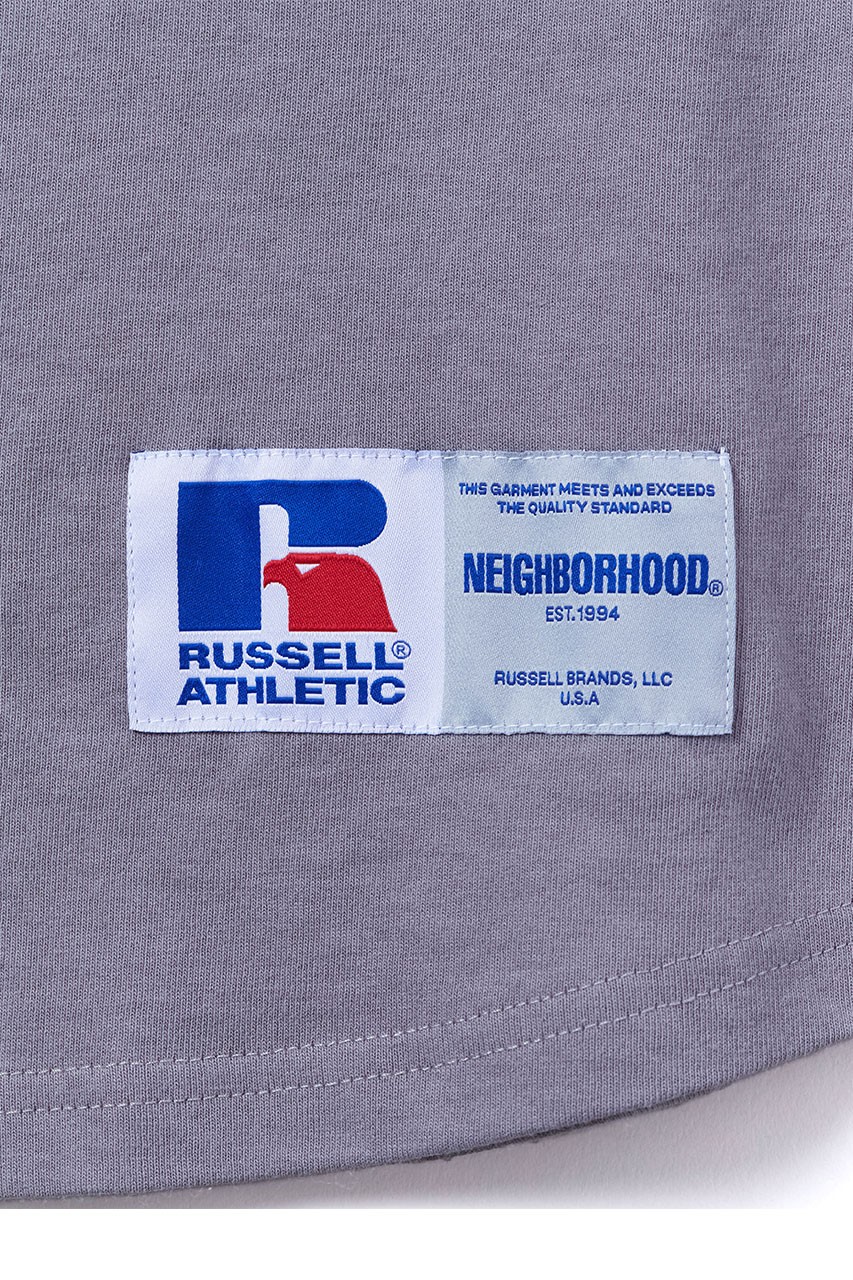 RUSSELL®
ATHLETIC
THIS GARMENT MEETS AND EXCEEDS
THE QUALITY STANDARD
NEIGHBORHOOD®
EST.1994
RUSSELL BRANDS, LLC
U.S.A